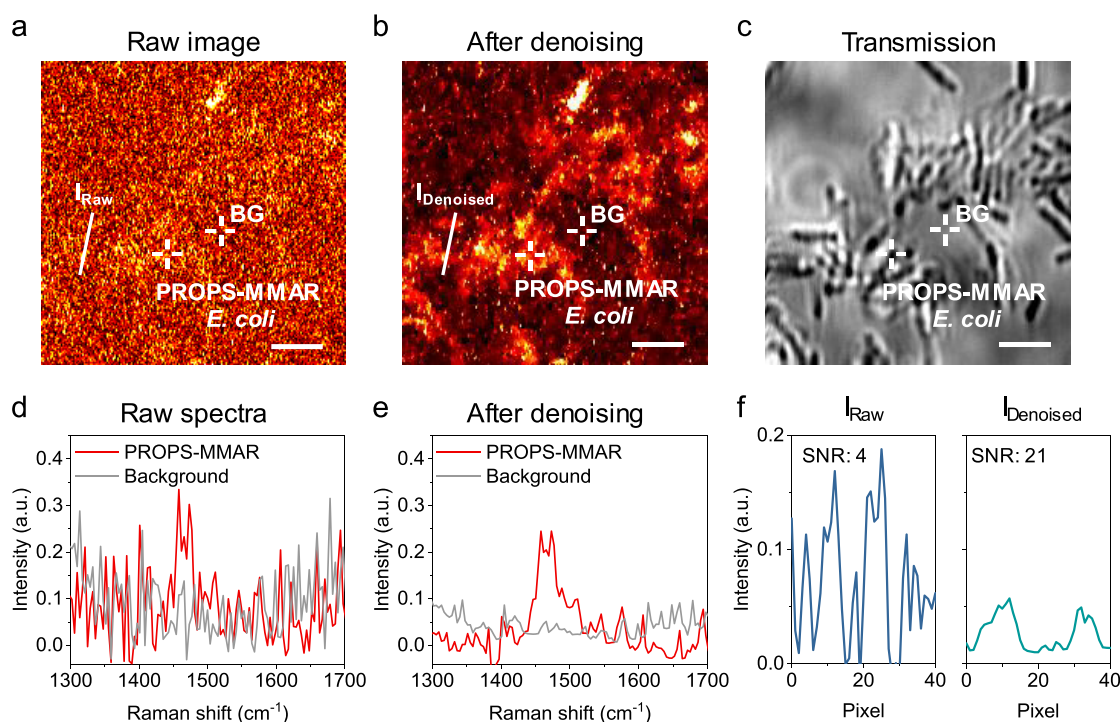 a
Raw image
I Raw
BG
PROPS-MMAR
E. coli
b
After denoising
I Denoised
BG
PROPS-MMAR
E. coli
c
Transmission
BG
PROPS-MMAR
E. coli
d
Raw spectra
PROPS-MMAR
Background
0.4
0.3
0.2
0.1
0.0
Intensity (a.u.)
1300 1400 1500 1600 1700
Raman shift (cm⁻¹)
e
After denoising
PROPS-MMAR
Background
0.4
0.3
0.2
0.1
0.0
Intensity (a.u.)
1300 1400 1500 1600 1700
Raman shift (cm⁻¹)
f
I Raw
SNR: 4
0.2
0.1
0.0
Intensity (a.u.)
0 20 40
Pixel
I Denoised
SNR: 21
0 20 40
Pixel